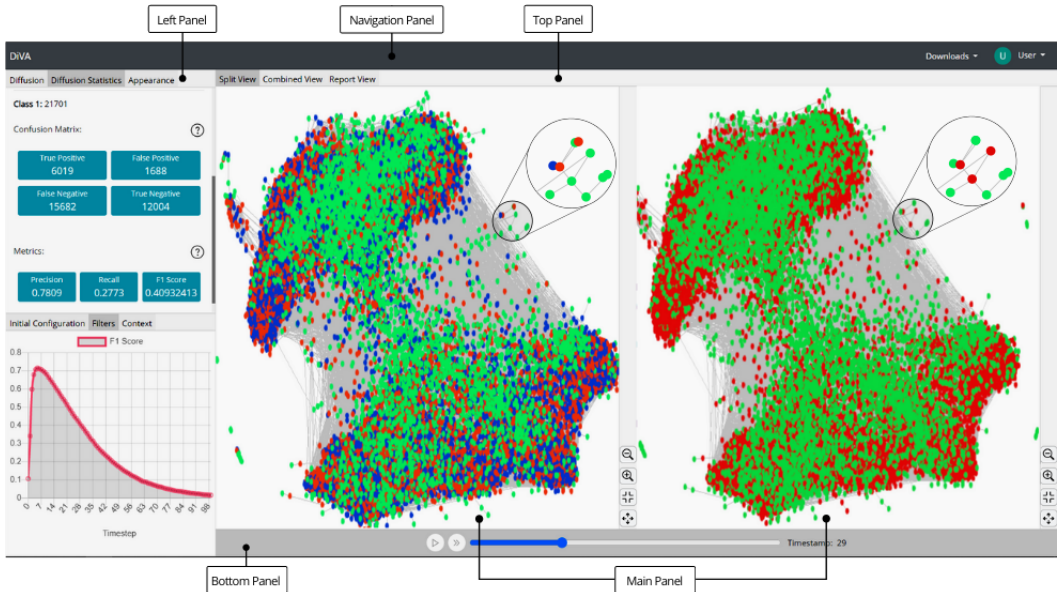 Left Panel
Navigation Panel
Top Panel
DiVA
Downloads
U
User
Diffusion
Diffusion Statistics
Appearance
Split View
Combined View
Report View
Class 1: 21701
Confusion Matrix:
?
True Positive
6019
False Positive
1688
False Negative
15682
True Negative
12004
Metrics:
?
Precision
0.7809
Recall
0.2773
F1 Score
0.40932413
Initial Configuration
Filters
Context
F1 Score
0.8
0.7
0.6
0.5
0.4
0.3
0.2
0.1
0
0 7 14 21 28 35 42 49 56 63 70 77 84 91 98
Timestep
Timestamp: 29
Bottom Panel
Main Panel